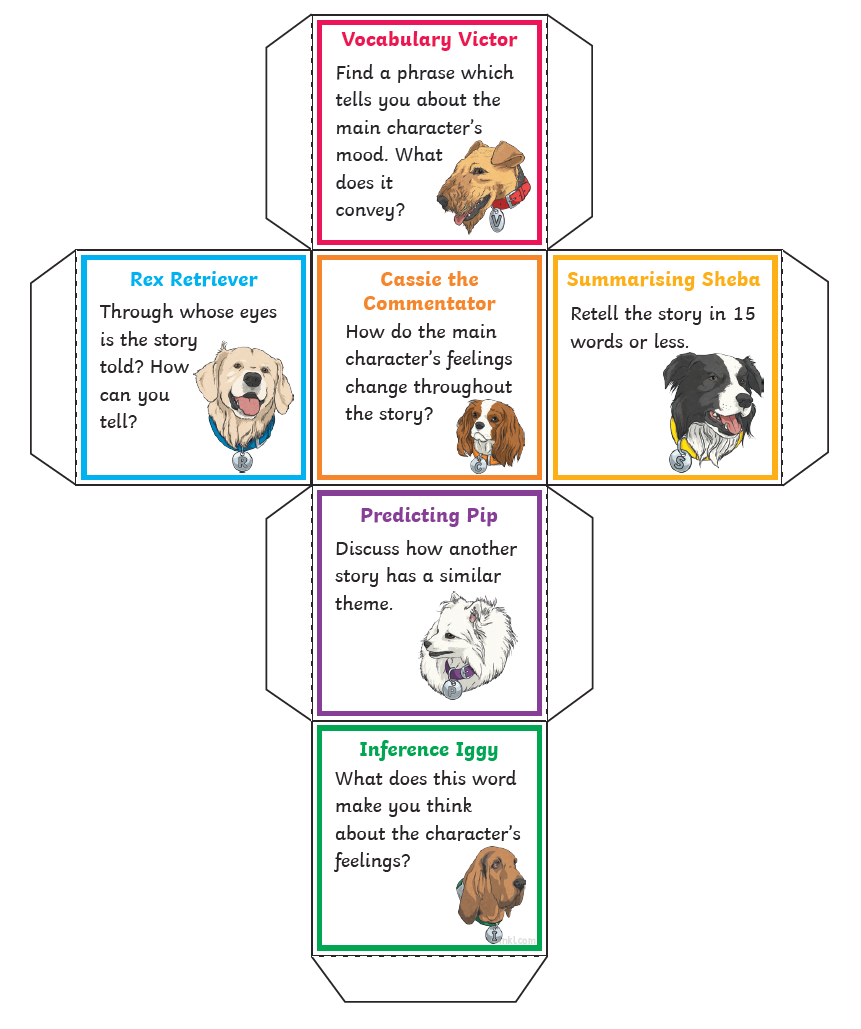 Vocabulary Victor
Find a phrase which
tells you about the
main character's
mood. What
does it
convey?
V
Rex Retriever
Through whose eyes
is the story
told? How
can you
tell?
R
Cassie the
Commentator
How do the main
character's feelings
change throughout
the story?
C
Summarising Sheba
Retell the story in 15
words or less.
S
Predicting Pip
Discuss how another
story has a similar
theme.
P
Inference Iggy
What does this word
make you think
about the character's
feelings?
I